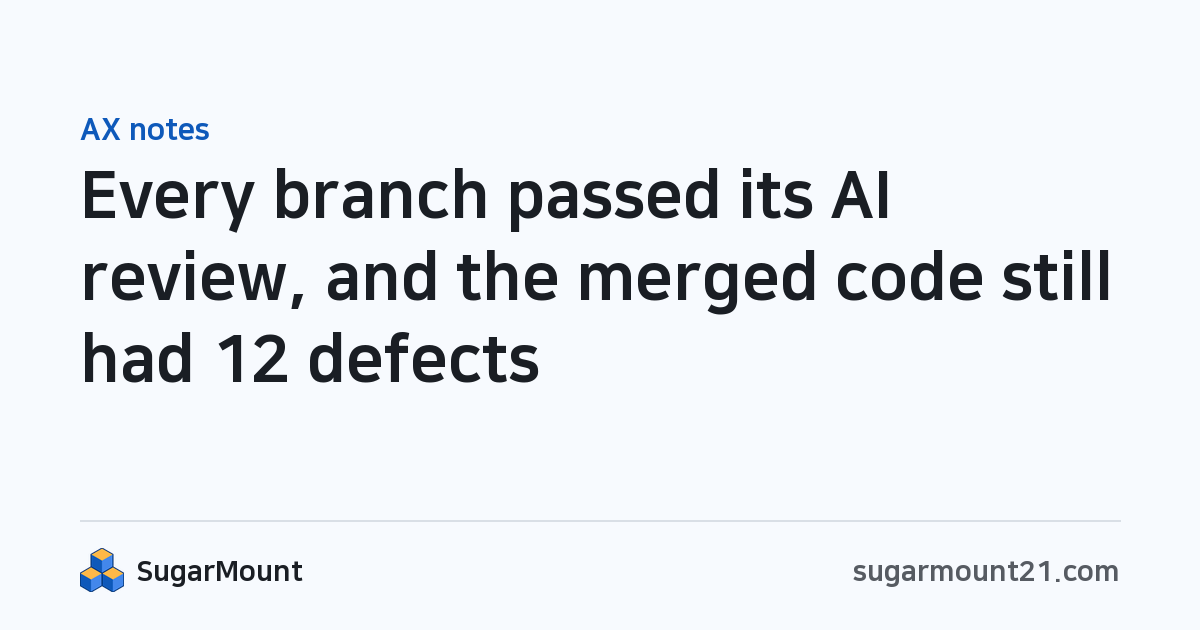 AX notes
Every branch passed its AI
review, and the merged code still
had 12 defects
SugarMount
sugarmount21.com